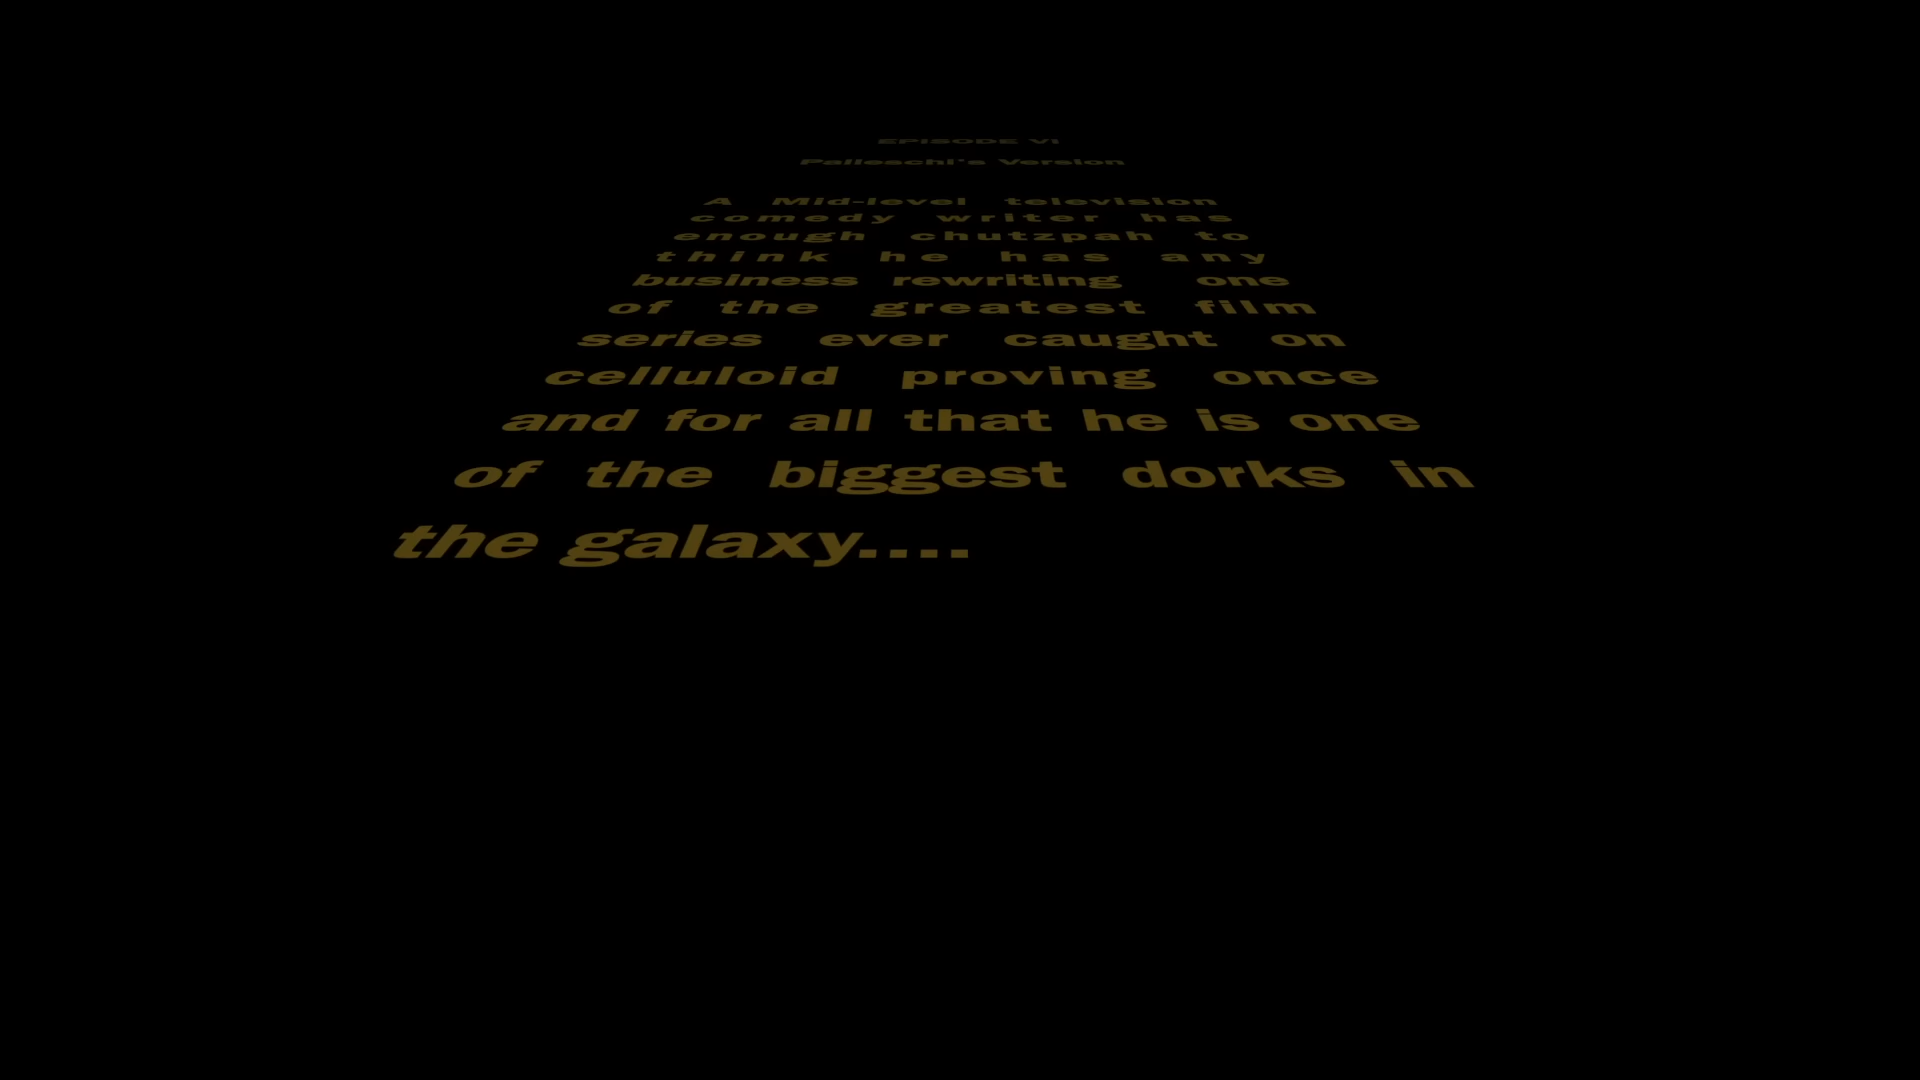 EPISODE VI
Palleschi's Version
A Mid-level television
comedy writer has
enough chutzpah to
think he has any
business rewriting one
of the greatest film
series ever caught on
celluloid proving once
and for all that he is one
of the biggest dorks in
the galaxy....